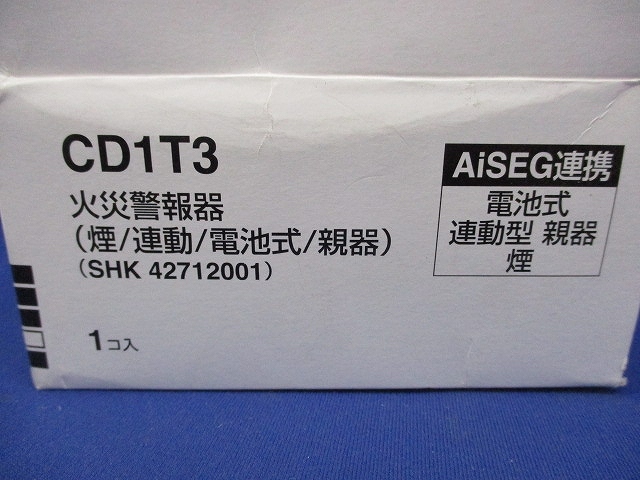 CD1T3
火災警報器
(煙/連動/電池式/親器)
(SHK 42712001)
1コ入
AiSEG連携
電池式
連動型 親器
煙